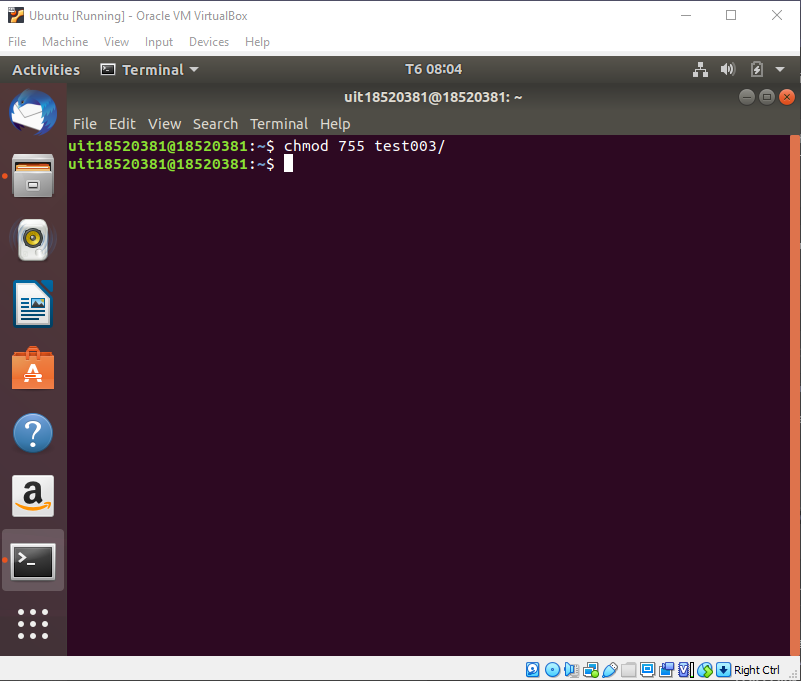 Ubuntu [Running] - Oracle VM VirtualBox
File Machine View Input Devices Help
Activities Terminal T6 08:04
uit18520381@18520381: ~
File Edit View Search Terminal Help
uit18520381@18520381:~$ chmod 755 test003/
uit18520381@18520381:~$
Right Ctrl